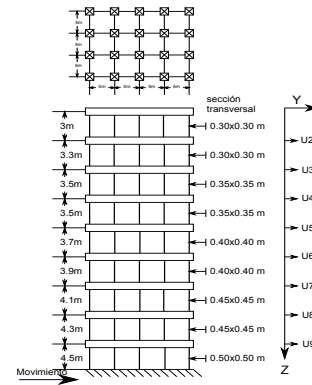 5m
5m
5m
5m 5m 5m 5m
sección
transversal
Y
3m
0.30x0.30 m
U2
3.3m
0.30x0.30 m
U3
3.5m
0.35x0.35 m
U4
3.5m
0.35x0.35 m
U5
3.7m
0.40x0.40 m
U6
3.9m
0.40x0.40 m
U7
4.1m
0.45x0.45 m
U8
4.3m
0.45x0.45 m
U9
4.5m
0.50x0.50 m
Z
Movimiento